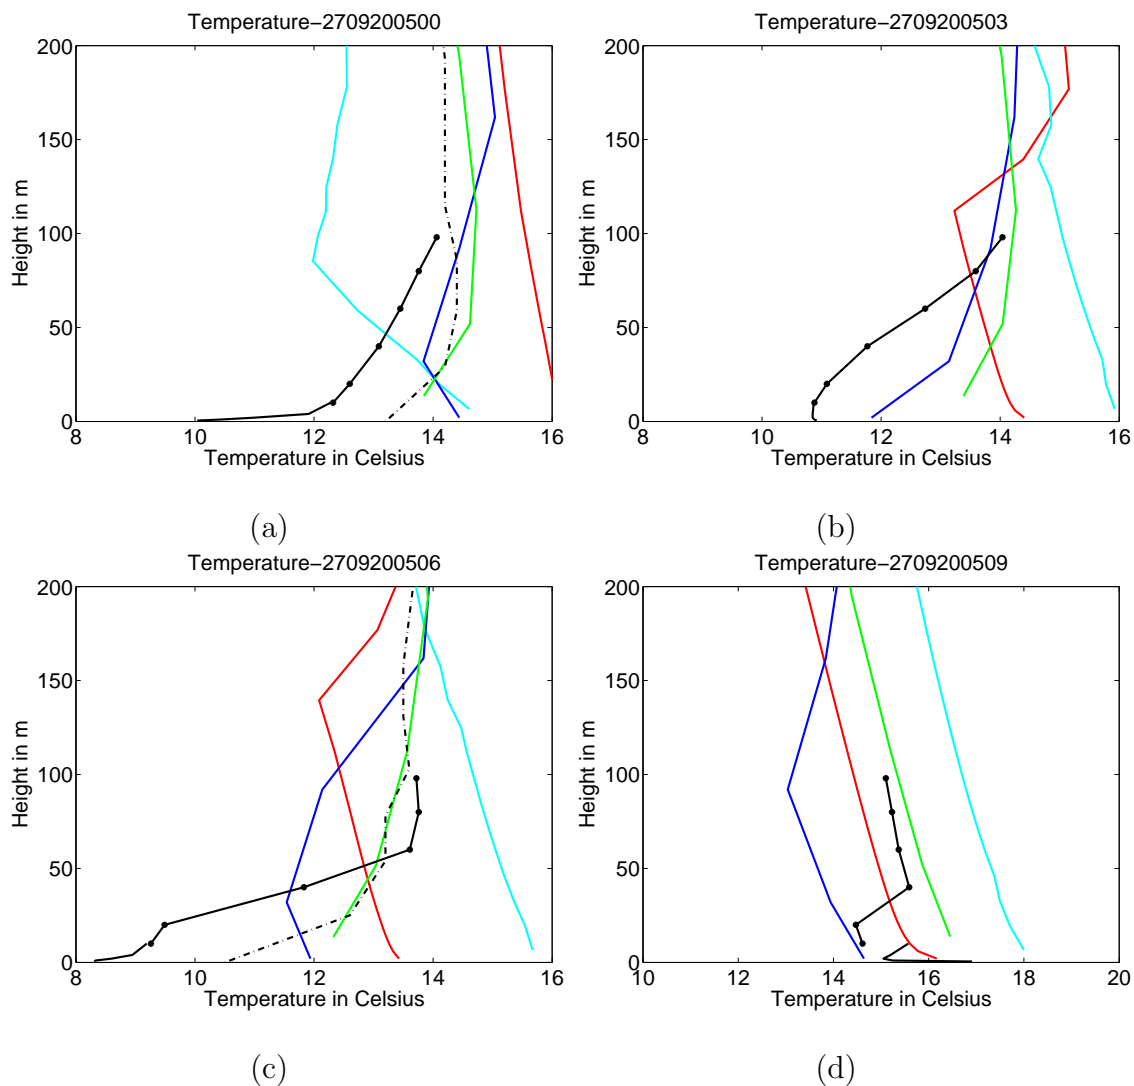 Temperature−2709200500
Temperature−2709200503
200
150
100
50
0
Height in m
8 10 12 14 16
Temperature in Celsius
200
150
100
50
0
Height in m
8 10 12 14 16
Temperature in Celsius
(a)
(b)
Temperature−2709200506
Temperature−2709200509
200
150
100
50
0
Height in m
8 10 12 14 16
Temperature in Celsius
200
150
100
50
0
Height in m
10 12 14 16 18 20
Temperature in Celsius
(c)
(d)